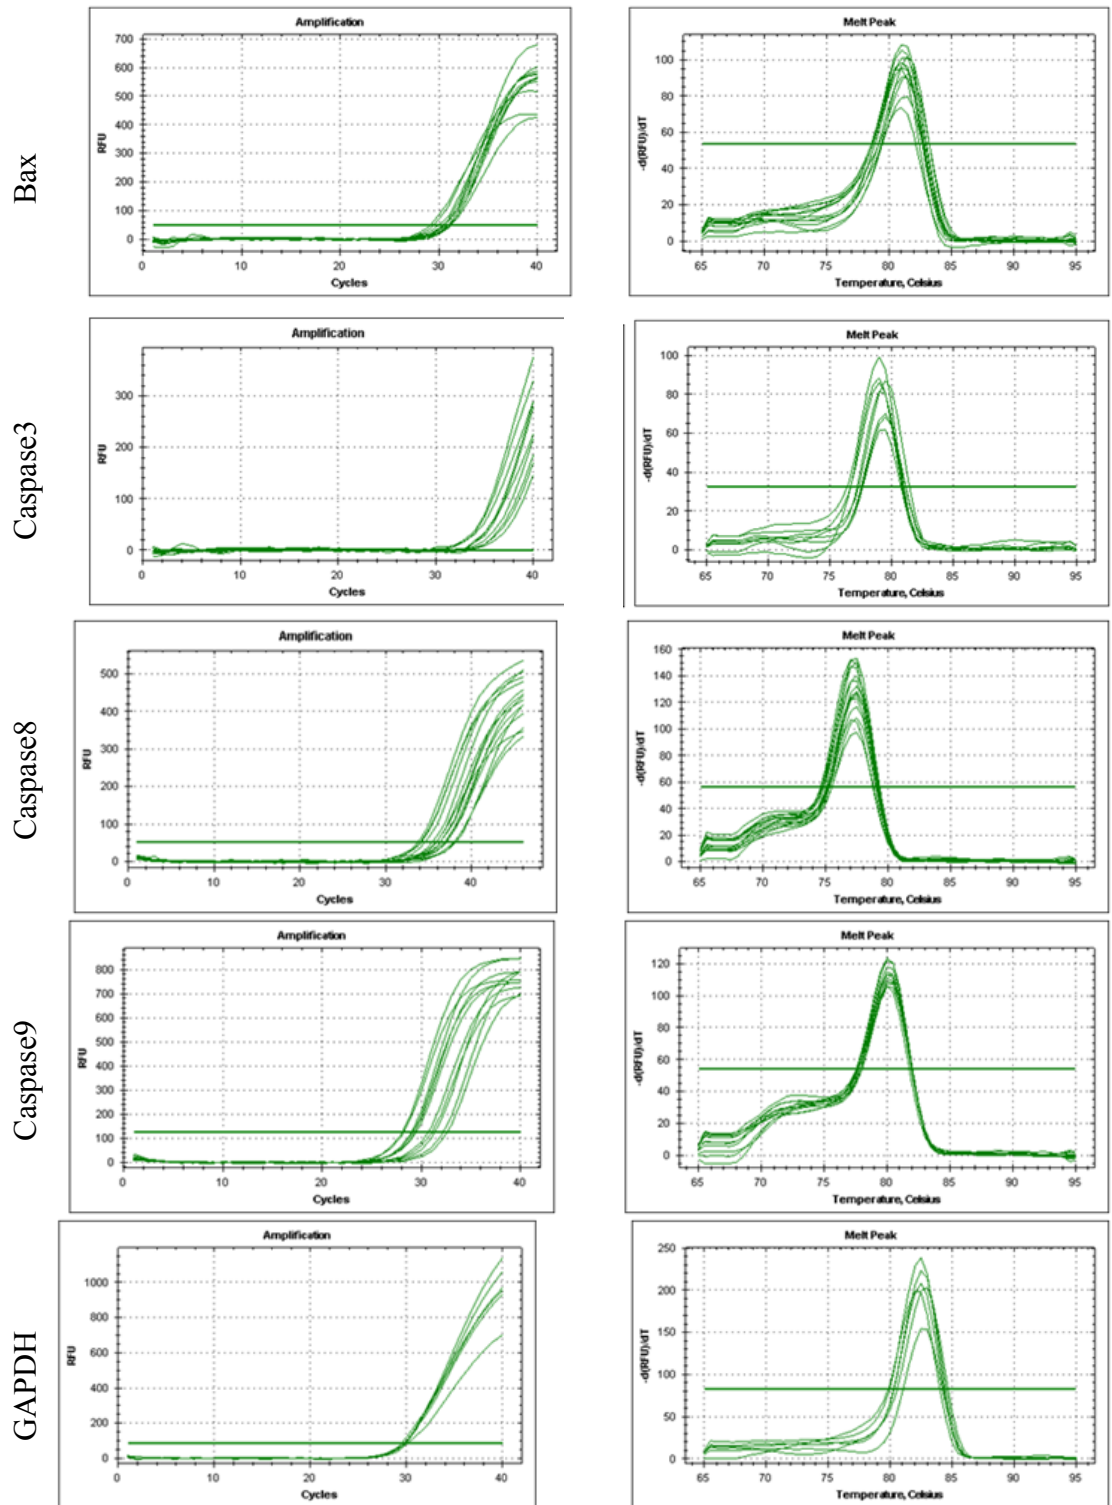 Bax
Amplification
RFU
700
600
500
400
300
200
100
0
0 10 20 30 40
Cycles
Melt Peak
-d(RFU)/dT
100
80
60
40
20
0
65 70 75 80 85 90 95
Temperature, Celsius
Caspase3
Amplification
RFU
300
200
100
0
0 10 20 30 40
Cycles
Melt Peak
-d(RFU)/dT
100
80
60
40
20
0
65 70 75 80 85 90 95
Temperature, Celsius
Caspase8
Amplification
RFU
500
400
300
200
100
0
0 10 20 30 40
Cycles
Melt Peak
-d(RFU)/dT
160
140
120
100
80
60
40
20
0
65 70 75 80 85 90 95
Temperature, Celsius
Caspase9
Amplification
RFU
800
700
600
500
400
300
200
100
0
0 10 20 30 40
Cycles
Melt Peak
-d(RFU)/dT
120
100
80
60
40
20
0
65 70 75 80 85 90 95
Temperature, Celsius
GAPDH
Amplification
RFU
1000
800
600
400
200
0
0 10 20 30 40
Cycles
Melt Peak
-d(RFU)/dT
250
200
150
100
50
0
65 70 75 80 85 90 95
Temperature, Celsius